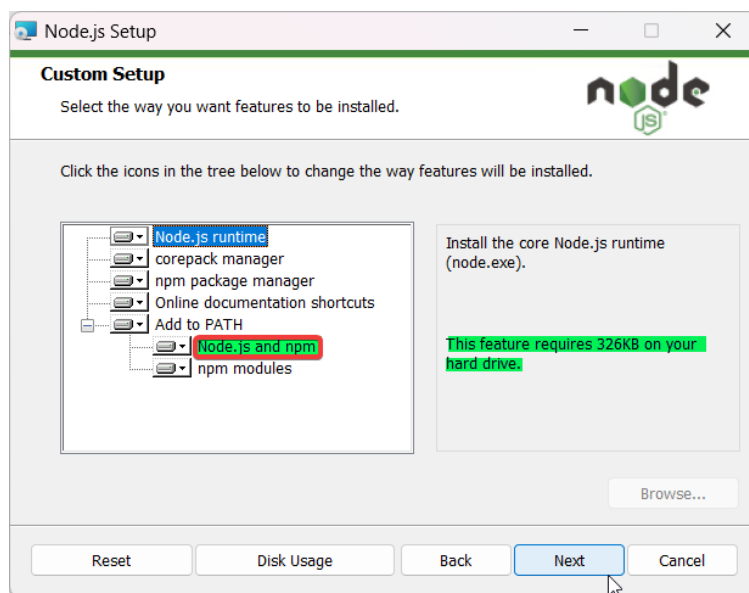 Node.js Setup
Custom Setup
Select the way you want features to be installed.
node
JS
Click the icons in the tree below to change the way features will be installed.
Node.js runtime
corepack manager
npm package manager
Online documentation shortcuts
Add to PATH
Node.js and npm
npm modules
Install the core Node.js runtime
(node.exe).
This feature requires 326KB on your
hard drive.
Browse...
Reset
Disk Usage
Back
Next
Cancel